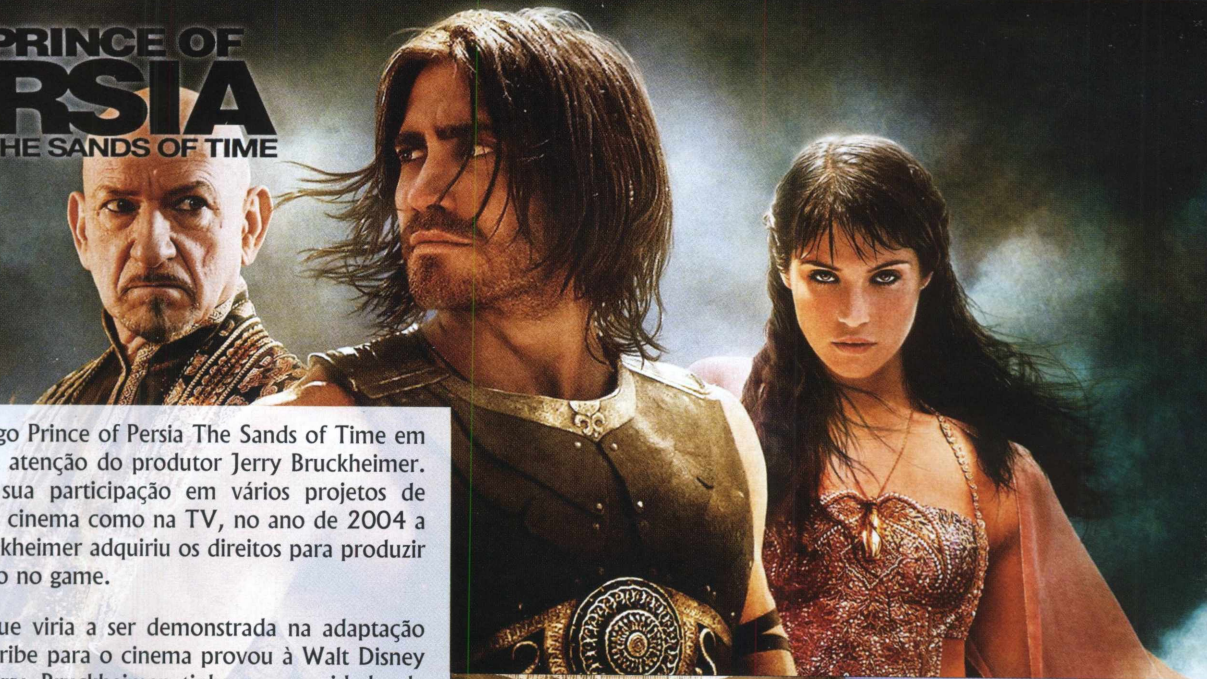 PRINCE OF
RSIA
HE SANDS OF TIME
go Prince of Persia The Sands of Time em
atenção do produtor Jerry Bruckheimer.
sua participação em vários projetos de
cinema como na TV, no ano de 2004 a
kheimer adquiriu os direitos para produzir
o no game.
ue viria a ser demonstrada na adaptação
ribe para o cinema provou à Walt Disney